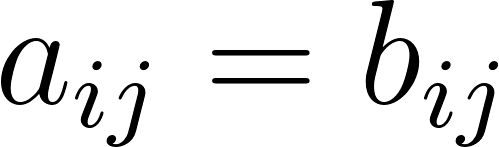 a_{ij} = b_{ij}